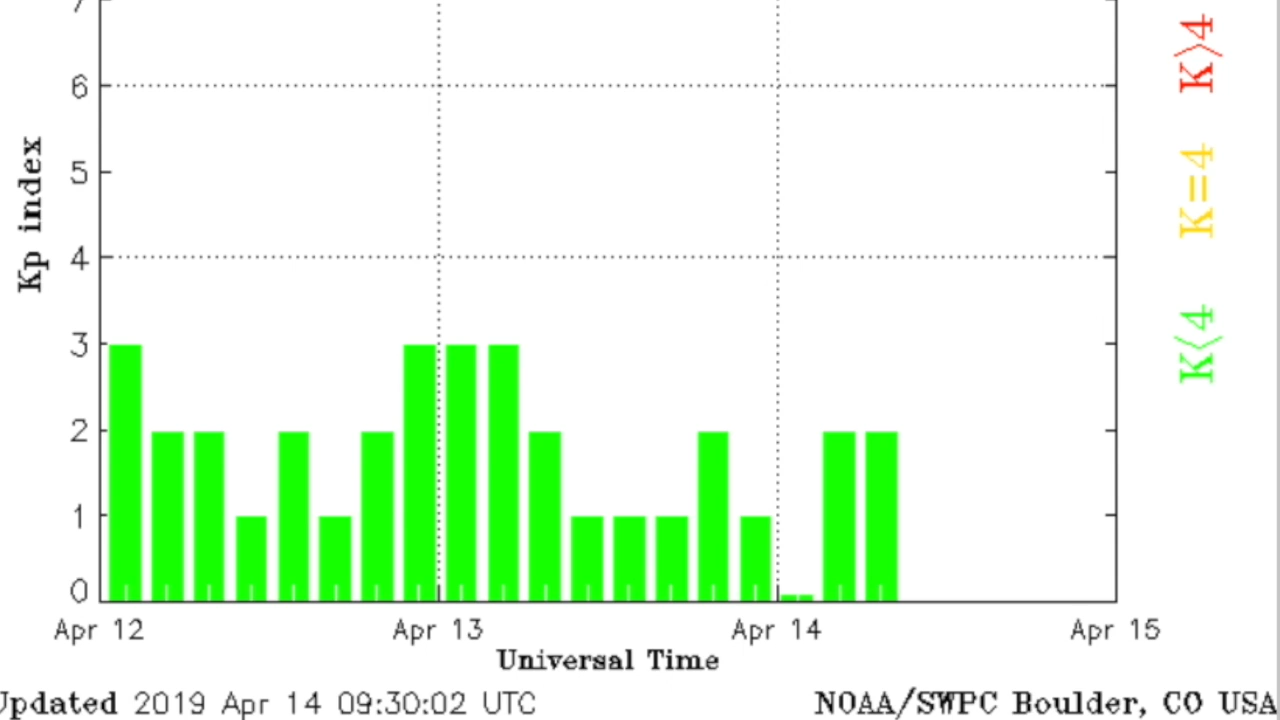 7
6
5
4
3
2
1
0
Kp index
K>4
K=4
K<4
Apr 12 Apr 13 Apr 14 Apr 15
Universal Time
Updated 2019 Apr 14 09:30:02 UTC NOAA/SWPC Boulder, CO USA